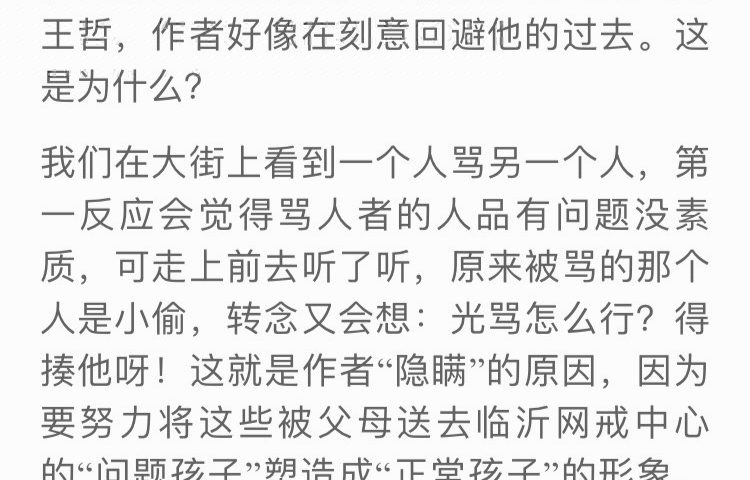 王哲，作者好像在刻意回避他的过去。这
是为什么？
我们在大街上看到一个人骂另一个人，第
一反应会觉得骂人者的人品有问题没素
质，可走上前去听了听，原来被骂的那个
人是小偷，转念又会想：光骂怎么行？得
揍他呀！这就是作者“隐瞒”的原因，因为
要努力将这些被父母送去临沂网戒中心
的“问题孩子”塑造成“正常孩子”的形象